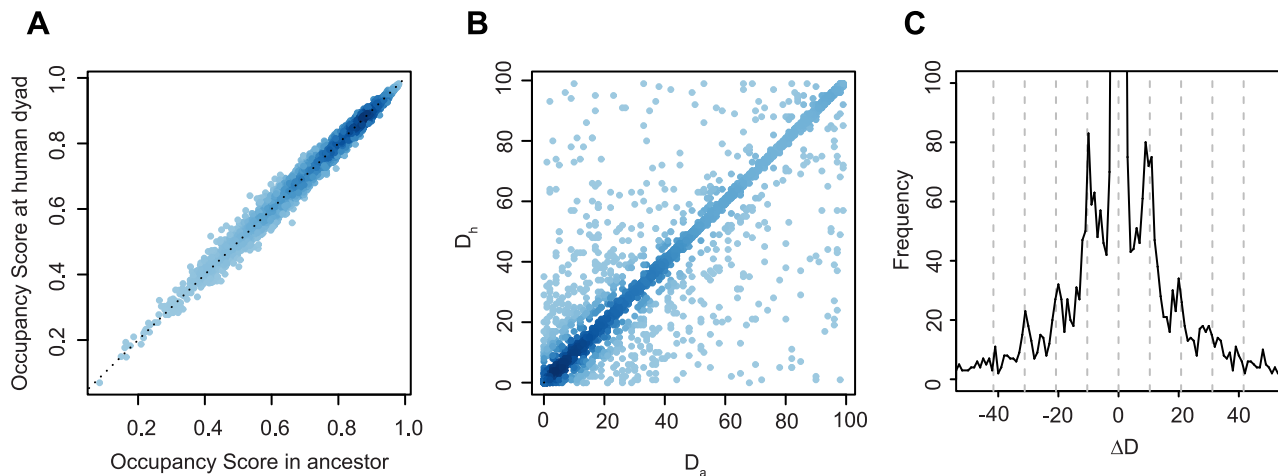 A
B
C
Occupancy Score at human dyad
1.0
0.8
0.6
0.4
0.2
0.2 0.4 0.6 0.8 1.0
Occupancy Score in ancestor
Dh
100
80
60
40
20
0
0 20 40 60 80 100
Da
Frequency
100
80
60
40
20
0
-40 -20 0 20 40
ΔD